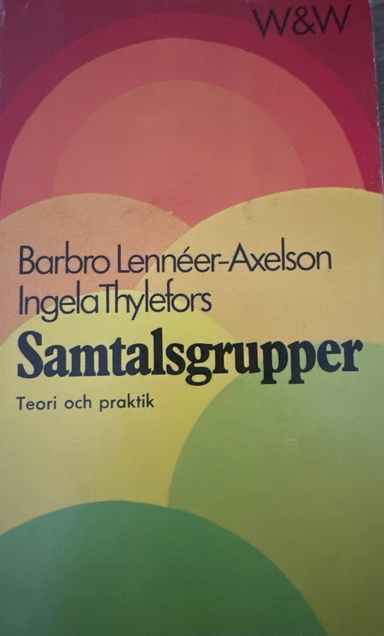 W&W
Barbro Lennéer-Axelson
Ingela Thylefors
Samtalsgrupper
Teori och praktik